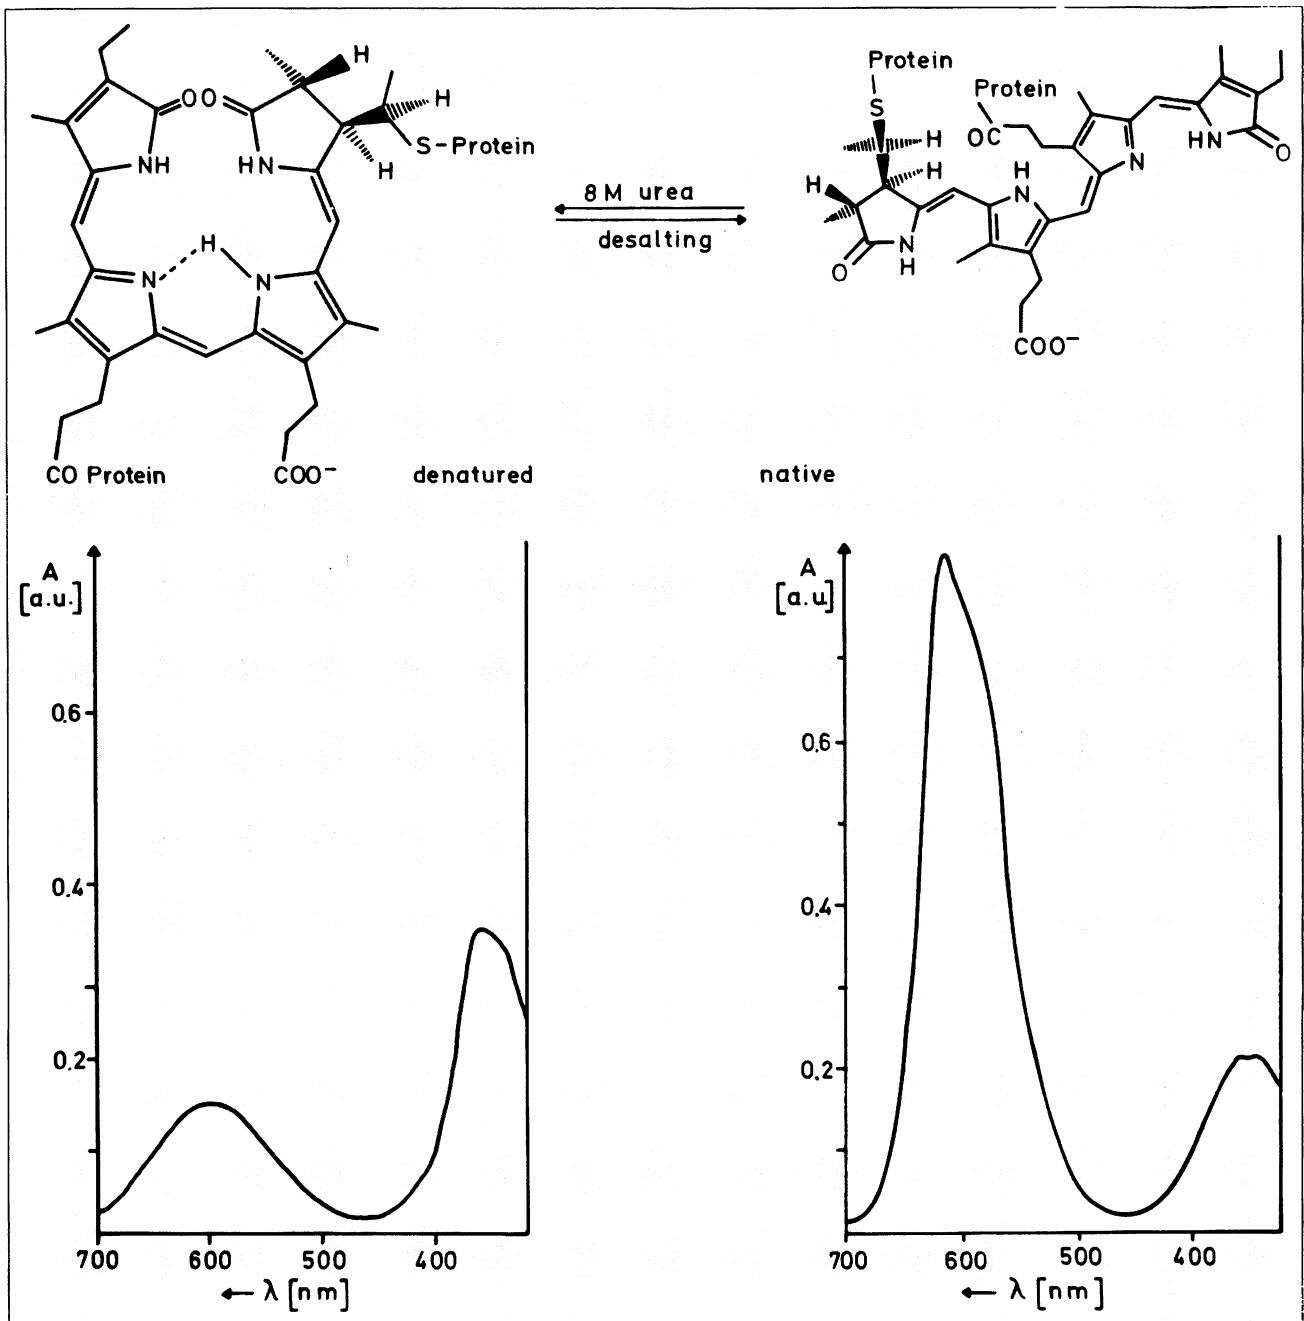 H
O O
H
NH
HN
S-Protein
H
H
N
N
CO Protein
COO⁻
denatured
8 M urea
desalting
Protein
S
Protein
OC
H
H
H
H
N
N
HN
O
O
N
H
COO⁻
native
A
[a.u.]
0.6
0.4
0.2
700 600 500 400
← λ [nm]
A
[a.u]
0.6
0.4
0.2
700 600 500 400
← λ [nm]